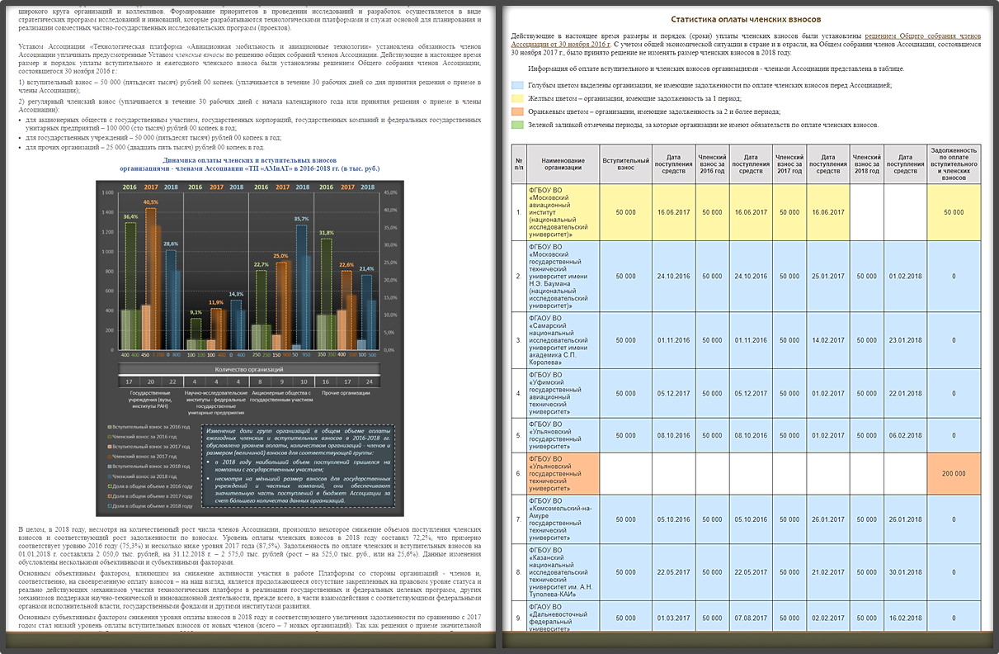 широкого круга организаций и коллективов. Формирование приоритетов в проведении исследований и разработок осуществляется в виде
стратегических программ исследований и инноваций, которые разрабатываются технологическими платформами и служат основой для планирования и
реализации совместных частно-государственных исследовательских программ (проектов).
Уставом Ассоциации «Технологическая платформа «Авиационная мобильность и авиационные технологии» установлена обязанность членов
Ассоциации уплачивать предусмотренные Уставом членские взносы по решению общих собраний членов Ассоциации. Действующие в настоящее время
размер и порядок уплаты вступительного и ежегодного членского взноса были установлены решением Общего собрания членов Ассоциации,
состоявшегося 30 ноября 2016 г.:
1) вступительный взнос – 50 000 (пятьдесят тысяч) рублей 00 копеек (уплачивается в течение 30 рабочих дней со дня принятия решения о приеме в
члены Ассоциации);
2) регулярный членский взнос (уплачивается в течение 30 рабочих дней с начала календарного года или принятия решения о приеме в члены
Ассоциации):
• для акционерных обществ с государственным участием, государственных корпораций, государственных компаний и федеральных государственных
унитарных предприятий – 100 000 (сто тысяч) рублей 00 копеек в год;
• для государственных учреждений – 50 000 (пятьдесят тысяч) рублей 00 копеек в год;
• для прочих организаций – 25 000 (двадцать пять тысяч) рублей 00 копеек в год.
Динамика оплаты членских и вступительных взносов
организациями - членами Ассоциации «ТП «АМиАТ» в 2016-2018 гг. (в тыс. руб.)
2016 2017 2018 2016 2017 2018 2016 2017 2018 2016 2017 2018
1 600 1 400 1 200 1 000 800 600 400 200 0
45,0% 40,0% 35,0% 30,0% 25,0% 20,0% 15,0% 10,0% 5,0% 0,0%
36,4% 40,5% 28,6% 9,1% 11,9% 14,3% 22,7% 25,0% 35,7% 31,8% 22,6% 21,4%
400 400 450 0 800 100 100 100 400 0 400 250 250 150 900 50 950 350 350 400 100 500
Количество организаций
17 20 22 4 4 4 8 9 10 16 17 24
Государственные учреждения (вузы, институты РАН)
Научно-исследовательские институты - федеральные государственные унитарные предприятия
Акционерные общества с государственным участием
Прочие организации
Вступительный взнос за 2016 год
Членский взнос за 2016 год
Вступительный взнос за 2017 год
Членский взнос за 2017 год
Вступительный взнос за 2018 год
Членский взнос за 2018 год
Доля в общем объеме в 2016 году
Доля в общем объеме в 2017 году
Доля в общем объеме в 2018 году
Изменение доли групп организаций в общем объеме оплаты
ежегодных членских и вступительных взносов в 2016-2018 гг.
обусловлено уровнем оплаты, количеством организаций - членов и
размером (величиной) взносов для соответствующей группы:
• в 2018 году наибольший объем поступлений пришелся на
компании с государственным участием;
• несмотря на меньший размер взносов для государственных
учреждений и частных компаний, они обеспечивают
значительную часть поступлений в бюджет Ассоциации за
счет большего количества данных организаций.
В целом, в 2018 году, несмотря на количественный рост числа членов Ассоциации, произошло некоторое снижение объемов поступления членских
взносов и соответствующий рост задолженности по взносам. Уровень оплаты членских взносов в 2018 году составил 72,2%, что примерно
соответствует уровню 2016 году (75,3%) и несколько ниже уровня 2017 года (87,5%). Задолженность по оплате членских и вступительных взносов на
01.01.2018 г. составляла 2 050,0 тыс. рублей, на 31.12.2018 г. – 2 575,0 тыс. рублей (рост – на 525,0 тыс. руб., или на 25,6%). Данные изменения
обусловлены несколькими объективными и субъективными факторами.
Основным объективным фактором, влияющим на снижение активности участия в работе Платформы со стороны организаций - членов и,
соответственно, на своевременную оплату взносов – на наш взгляд, является продолжающееся отсутствие закрепленных на правовом уровне статуса и
реально действующих механизмов участия технологических платформ в реализации государственных и федеральных целевых программ, других
механизмов поддержки научно-технической и инновационной деятельности, прежде всего, в части взаимодействия с соответствующими федеральными
органами исполнительной власти, государственными фондами и другими институтами развития.
Основным субъективным фактором снижения уровня оплаты взносов в 2018 году и соответствующего увеличения задолженности по сравнению с 2017
годом стал низкий уровень оплаты вступительных взносов от новых членов (всего – 7 новых организаций). Так как решения о приеме значительной
Статистика оплаты членских взносов
Действующие в настоящее время размеры и порядок (сроки) уплаты членских взносов были установлены решением Общего собрания членов
Ассоциации от 30 ноября 2016 г. С учетом общей экономической ситуации в стране и в отрасли, на Общем собрании членов Ассоциации, состоявшемся
30 ноября 2017 г., было принято решение не изменять размер членских взносов в 2018 году.
Информация об оплате вступительного и членских взносов организациями - членами Ассоциации представлена в таблице.
Голубым цветом выделены организации, не имеющие задолженности по оплате членских взносов перед Ассоциацией;
Желтым цветом – организации, имеющие задолженность за 1 период;
Оранжевым цветом – организации, имеющие задолженность за 2 и более периода;
Зеленой заливкой отмечены периоды, за которые организации не имеют обязательств по оплате членских взносов.
№ п/п Наименование организации Вступительный взнос Дата поступления средств Членский взнос за 2016 год Дата поступления средств Членский взнос за 2017 год Дата поступления средств Членский взнос за 2018 год Дата поступления средств Задолженность по оплате вступительного и членских взносов
1. ФГБОУ ВО «Московский авиационный институт (национальный исследовательский университет)» 50 000 16.06.2017 50 000 16.06.2017 50 000 16.06.2017 50 000
2. ФГБОУ ВО «Московский государственный технический университет имени Н.Э. Баумана (национальный исследовательский университет)» 50 000 24.10.2016 50 000 24.10.2016 50 000 25.01.2017 50 000 01.02.2018 0
3. ФГАОУ ВО «Самарский национальный исследовательский университет имени академика С.П. Королева» 50 000 01.11.2016 50 000 01.11.2016 50 000 14.02.2017 50 000 23.01.2018 0
4. ФГБОУ ВО «Уфимский государственный авиационный технический университет» 50 000 05.12.2016 50 000 05.12.2016 50 000 01.02.2017 50 000 22.01.2018 0
5. ФГБОУ ВО «Ульяновский государственный университет» 50 000 08.10.2016 50 000 08.10.2016 50 000 01.02.2017 50 000 06.02.2018 0
6. ФГБОУ ВО «Ульяновский государственный технический университет» 200 000
7. ФГБОУ ВО «Комсомольский-на-Амуре государственный технический университет» 50 000 05.10.2016 50 000 05.10.2016 50 000 26.01.2017 50 000 26.01.2018 0
8. ФГБОУ ВО «Казанский национальный исследовательский технический университет им. А.Н. Туполева-КАИ» 50 000 22.05.2017 50 000 22.05.2017 50 000 21.02.2017 50 000 30.01.2018 0
9. ФГАОУ ВО «Дальневосточный федеральный университет» 50 000 01.03.2017 50 000 07.08.2017 50 000 02.02.2017 50 000 16.02.2018 0